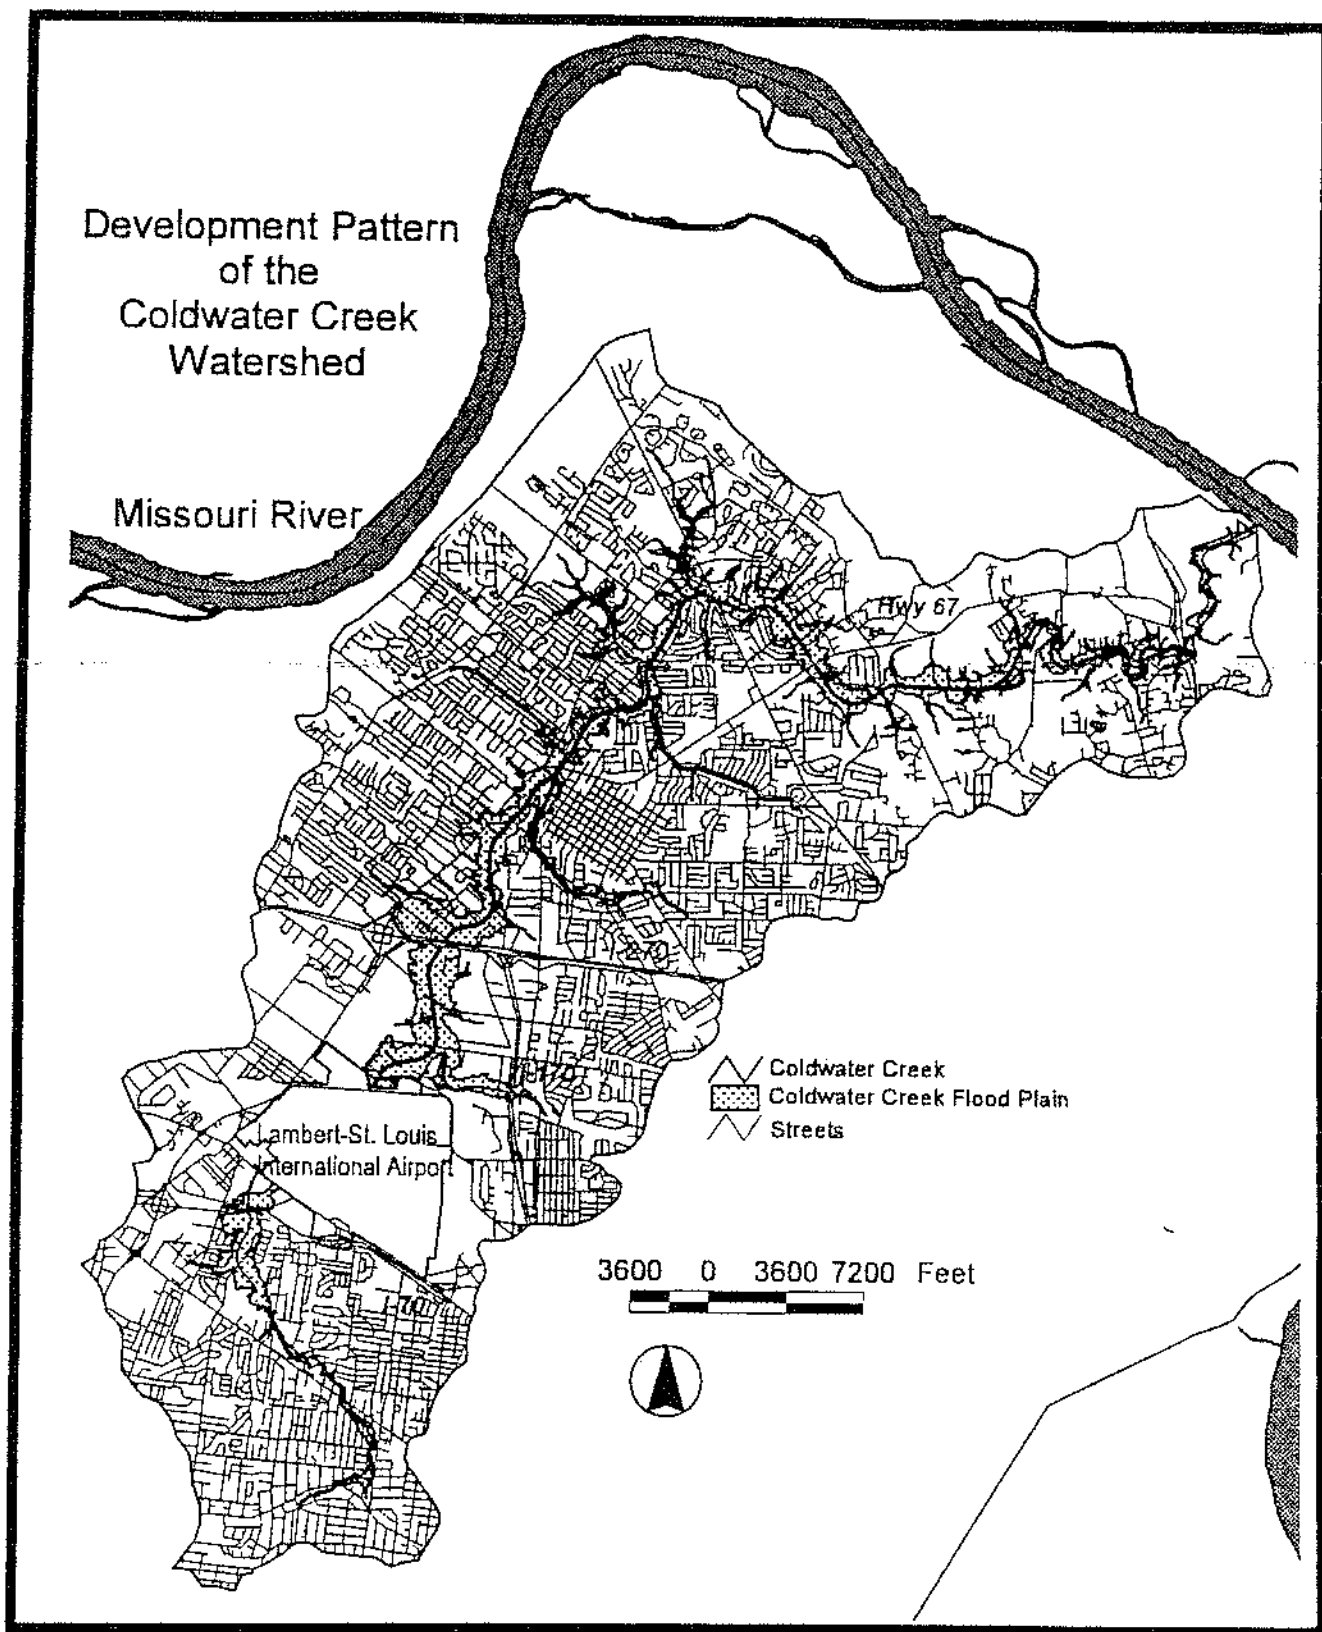 Development Pattern
of the
Coldwater Creek
Watershed
Missouri River
Hwy 67
Coldwater Creek
Coldwater Creek Flood Plain
Streets
Lambert-St. Louis
International Airport
3600 0 3600 7200 Feet